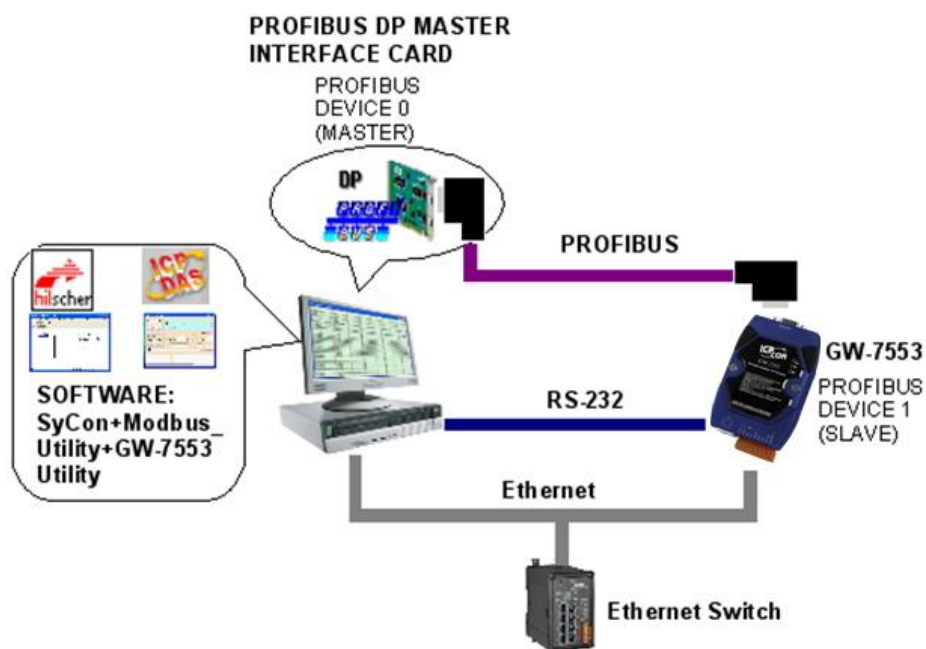 PROFIBUS DP MASTER
INTERFACE CARD
PROFIBUS
DEVICE 0
(MASTER)
DP
PROFIBUS
hilscher
ICP
DAS
SOFTWARE:
SyCon+Modbus_
Utility+GW-7553
Utility
PROFIBUS
RS-232
GW-7553
PROFIBUS
DEVICE 1
(SLAVE)
Ethernet
Ethernet Switch